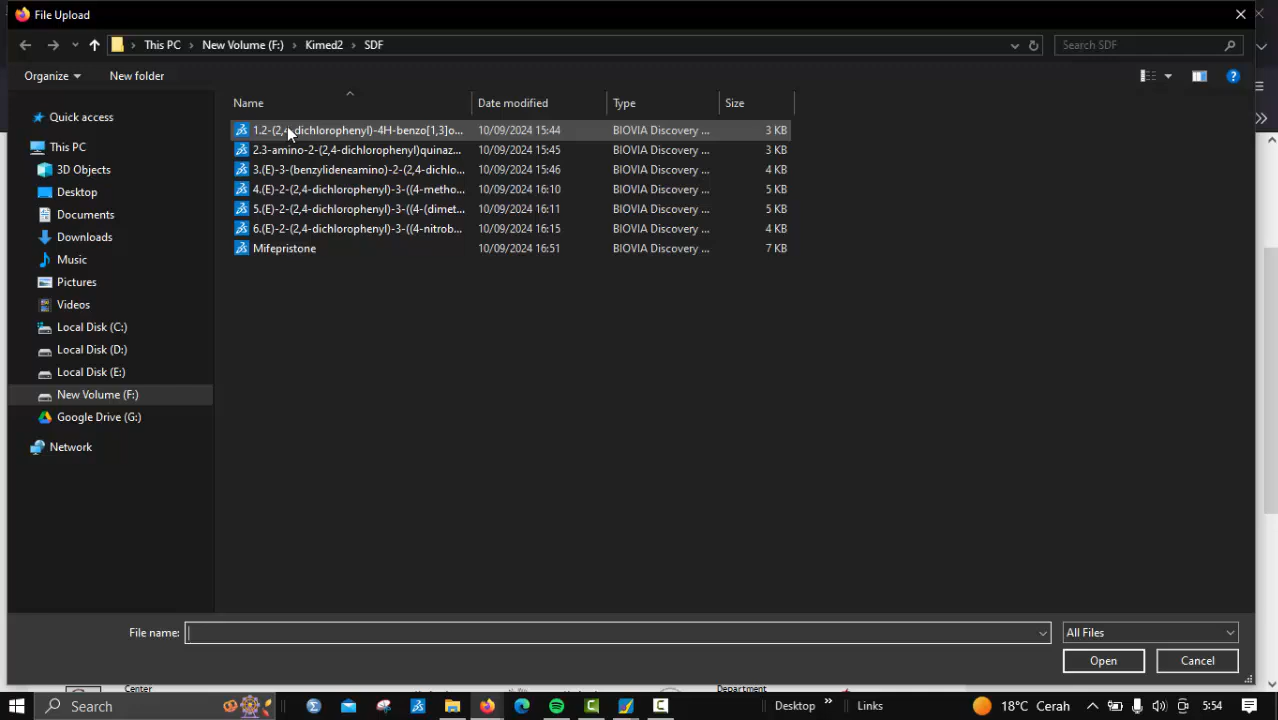 File Upload
This PC > New Volume (F:) > Kimed2 > SDF
Search SDF
Organize
New folder
Name
Date modified
Type
Size
1.2-(2,4-dichlorophenyl)-4H-benzo[1,3]o... 10/09/2024 15:44 BIOVIA Discovery ... 3 KB
2.3-amino-2-(2,4-dichlorophenyl)quinaz... 10/09/2024 15:45 BIOVIA Discovery ... 3 KB
3.(E)-3-(benzylideneamino)-2-(2,4-dichlo... 10/09/2024 15:46 BIOVIA Discovery ... 4 KB
4.(E)-2-(2,4-dichlorophenyl)-3-((4-metho... 10/09/2024 16:10 BIOVIA Discovery ... 5 KB
5.(E)-2-(2,4-dichlorophenyl)-3-((4-(dimet... 10/09/2024 16:11 BIOVIA Discovery ... 5 KB
6.(E)-2-(2,4-dichlorophenyl)-3-((4-nitrob... 10/09/2024 16:15 BIOVIA Discovery ... 4 KB
Mifepristone 10/09/2024 16:51 BIOVIA Discovery ... 7 KB
Quick access
This PC
3D Objects
Desktop
Documents
Downloads
Music
Pictures
Videos
Local Disk (C:)
Local Disk (D:)
Local Disk (E:)
New Volume (F:)
Google Drive (G:)
Network
File name:
All Files
Open
Cancel
Center
Department
Search
Desktop
Links
18°C Cerah
5:54